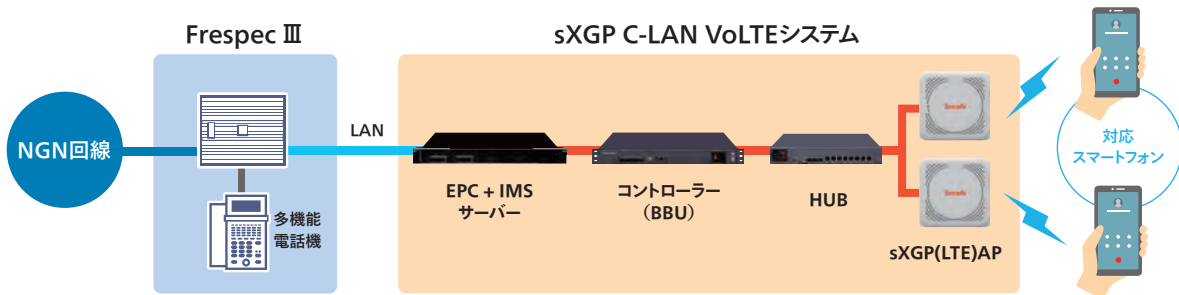 Frespec Ⅲ
sXGP C-LAN VoLTEシステム
NGN回線
LAN
多機能
電話機
EPC + IMS
サーバー
コントローラー
（BBU）
HUB
sXGP(LTE)AP
対応
スマートフォン